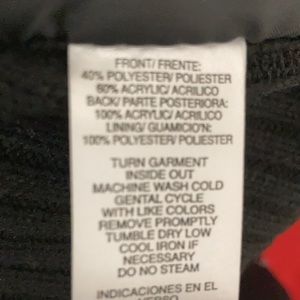 FRONT/ FRENTE:
40% POLYESTER/ POLIESTER
60% ACRYLIC/ ACRILICO
BACK/ PARTE POSTERIORA:
100% ACRYLIC/ ACRILICO
LINING/ GUAMICIO'N:
100% POLYESTER/ POLIESTER
TURN GARMENT
INSIDE OUT
MACHINE WASH COLD
GENTAL CYCLE
WITH LIKE COLORS
REMOVE PROMPTLY
TUMBLE DRY LOW
COOL IRON IF
NECESSARY
DO NO STEAM
INDICACIONES EN EL